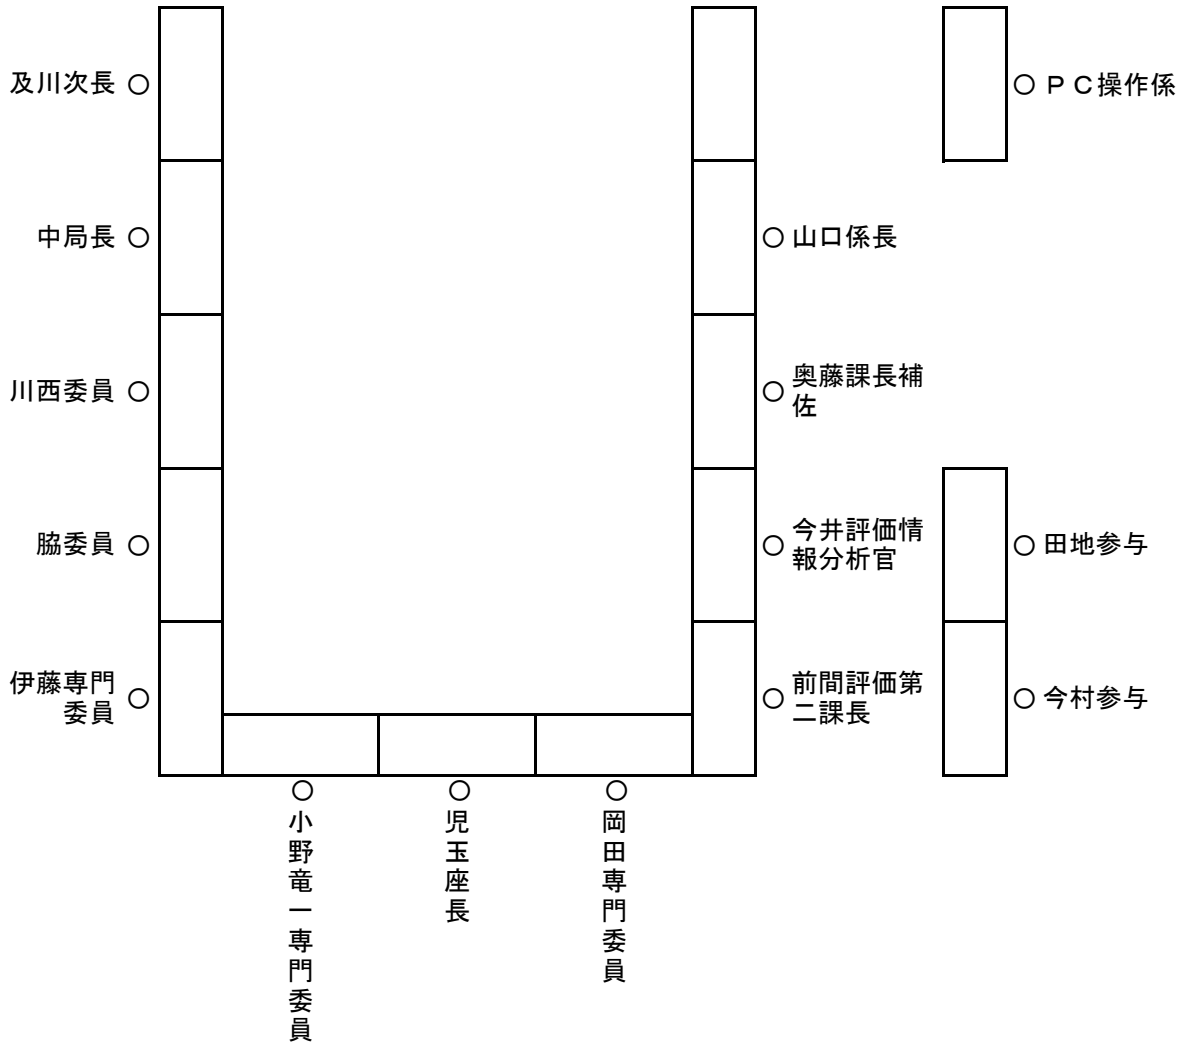 及川次長
ＰＣ操作係
中局長
山口係長
川西委員
奥藤課長補
佐
脇委員
今井評価情
報分析官
田地参与
伊藤専門
委員
前間評価第
二課長
今村参与
小野竜一専門委員
児玉座長
岡田専門委員